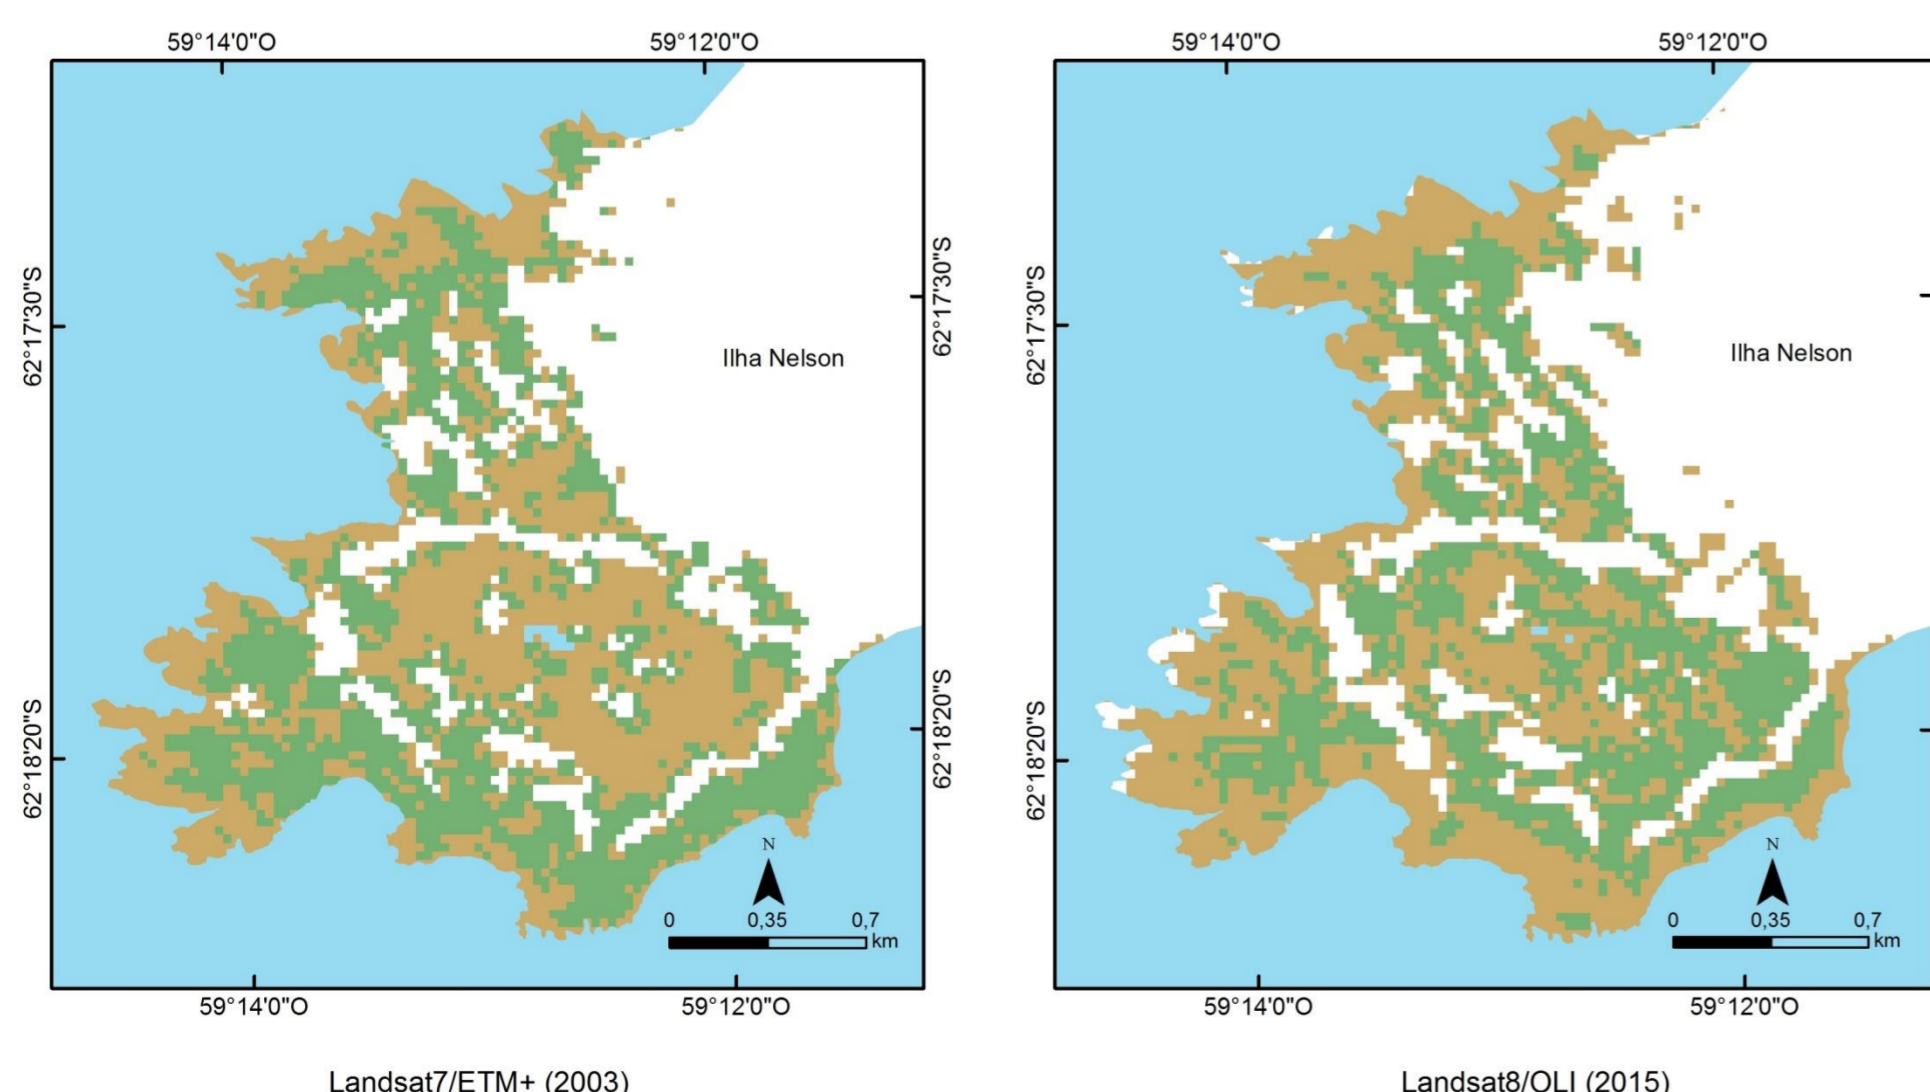 59°14'0"O
59°12'0"O
62°17'30"S
62°17'30"S
Ilha Nelson
62°18'20"S
62°18'20"S
N
0 0,35 0,7
km
59°14'0"O
59°12'0"O
Landsat7/ETM+ (2003)
59°14'0"O
59°12'0"O
62°17'30"S
Ilha Nelson
62°18'20"S
N
0 0,35 0,7
km
59°14'0"O
59°12'0"O
Landsat8/OLI (2015)